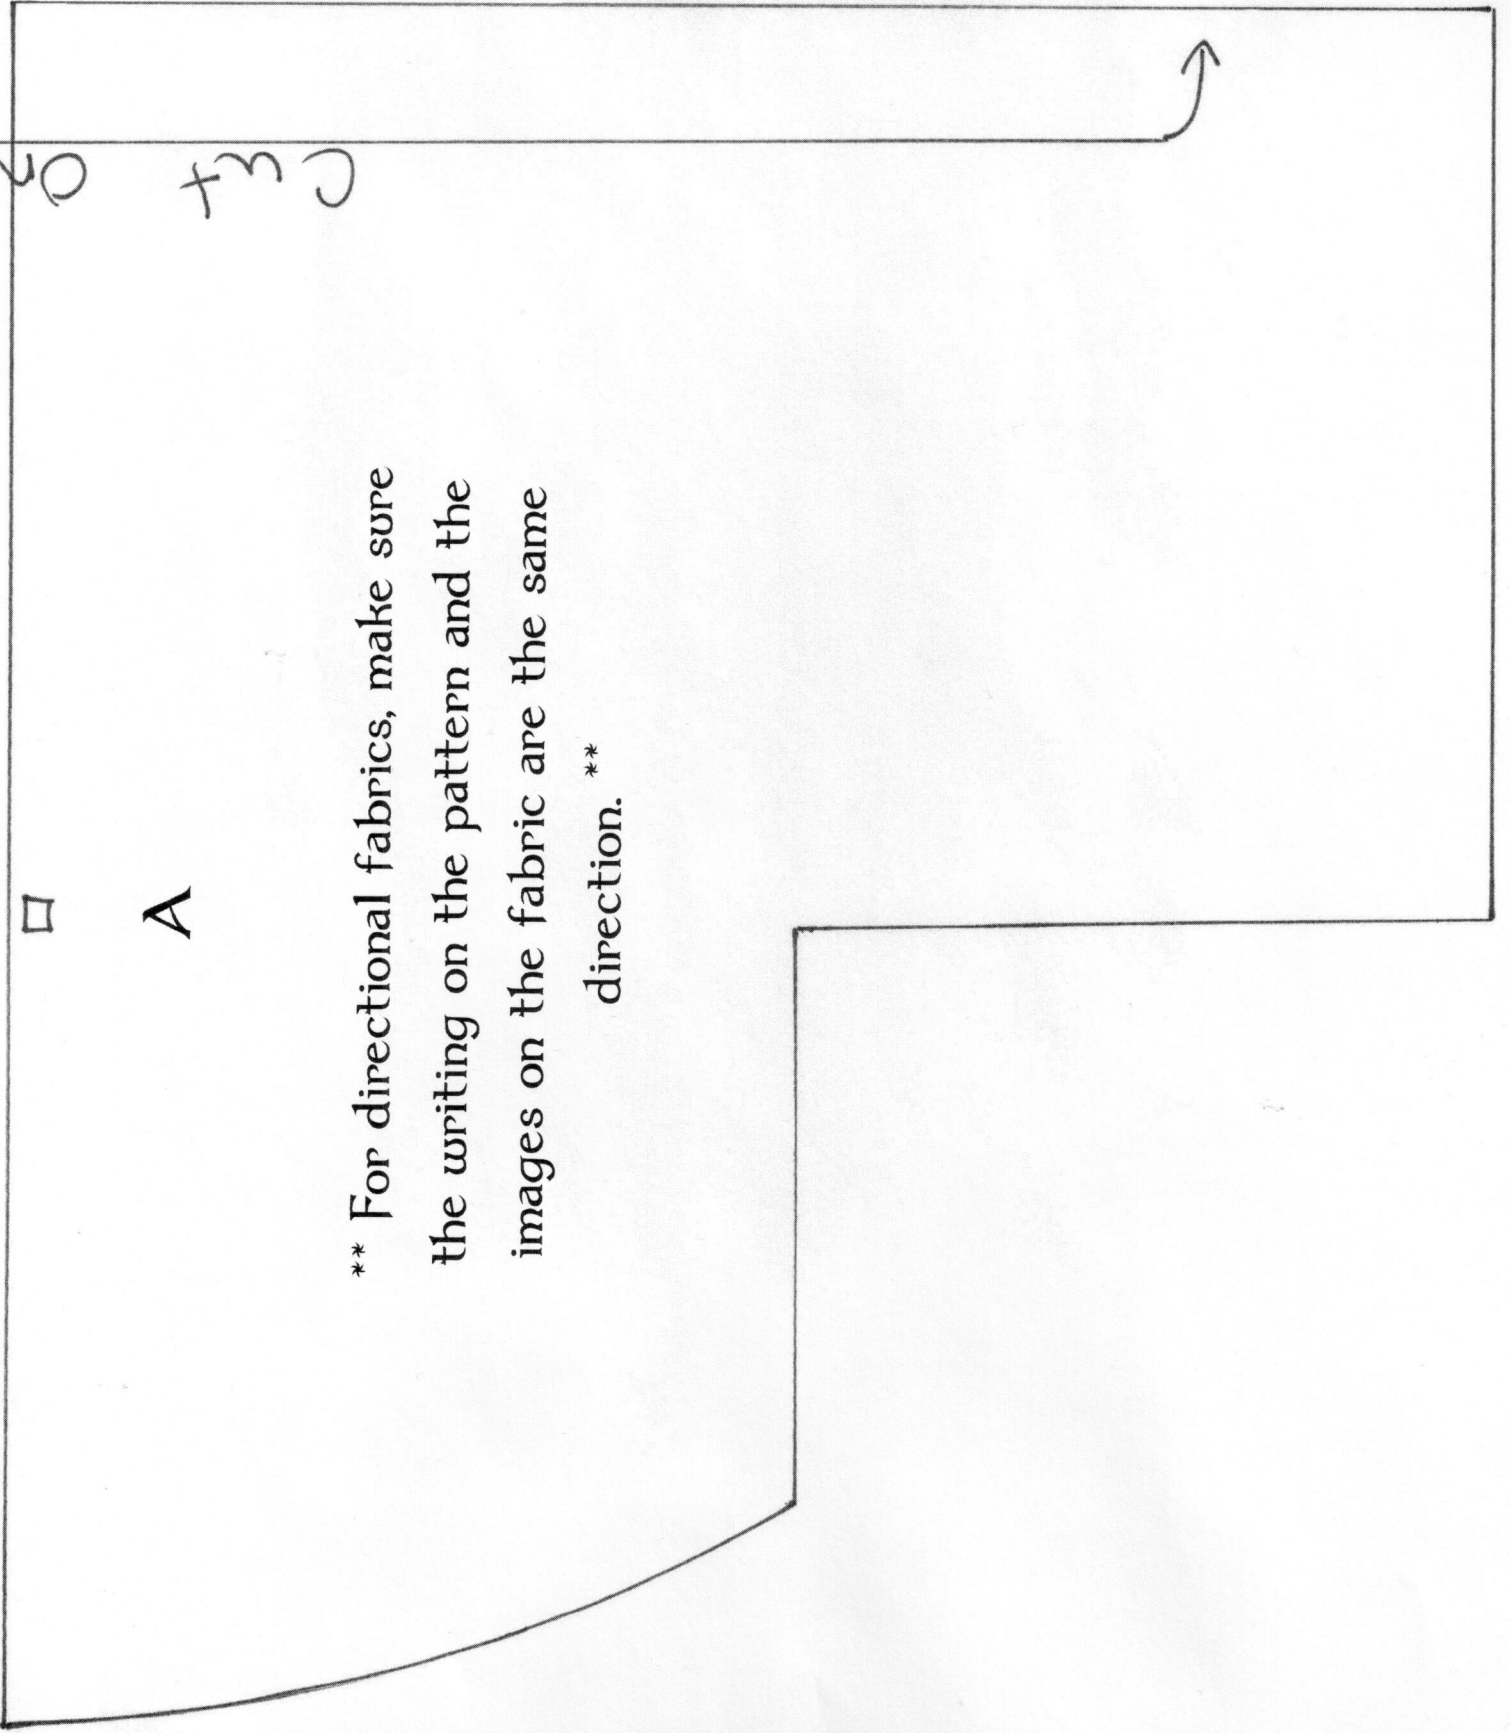 Cut on
A
** For directional fabrics, make sure
the writing on the pattern and the
images on the fabric are the same
direction. **